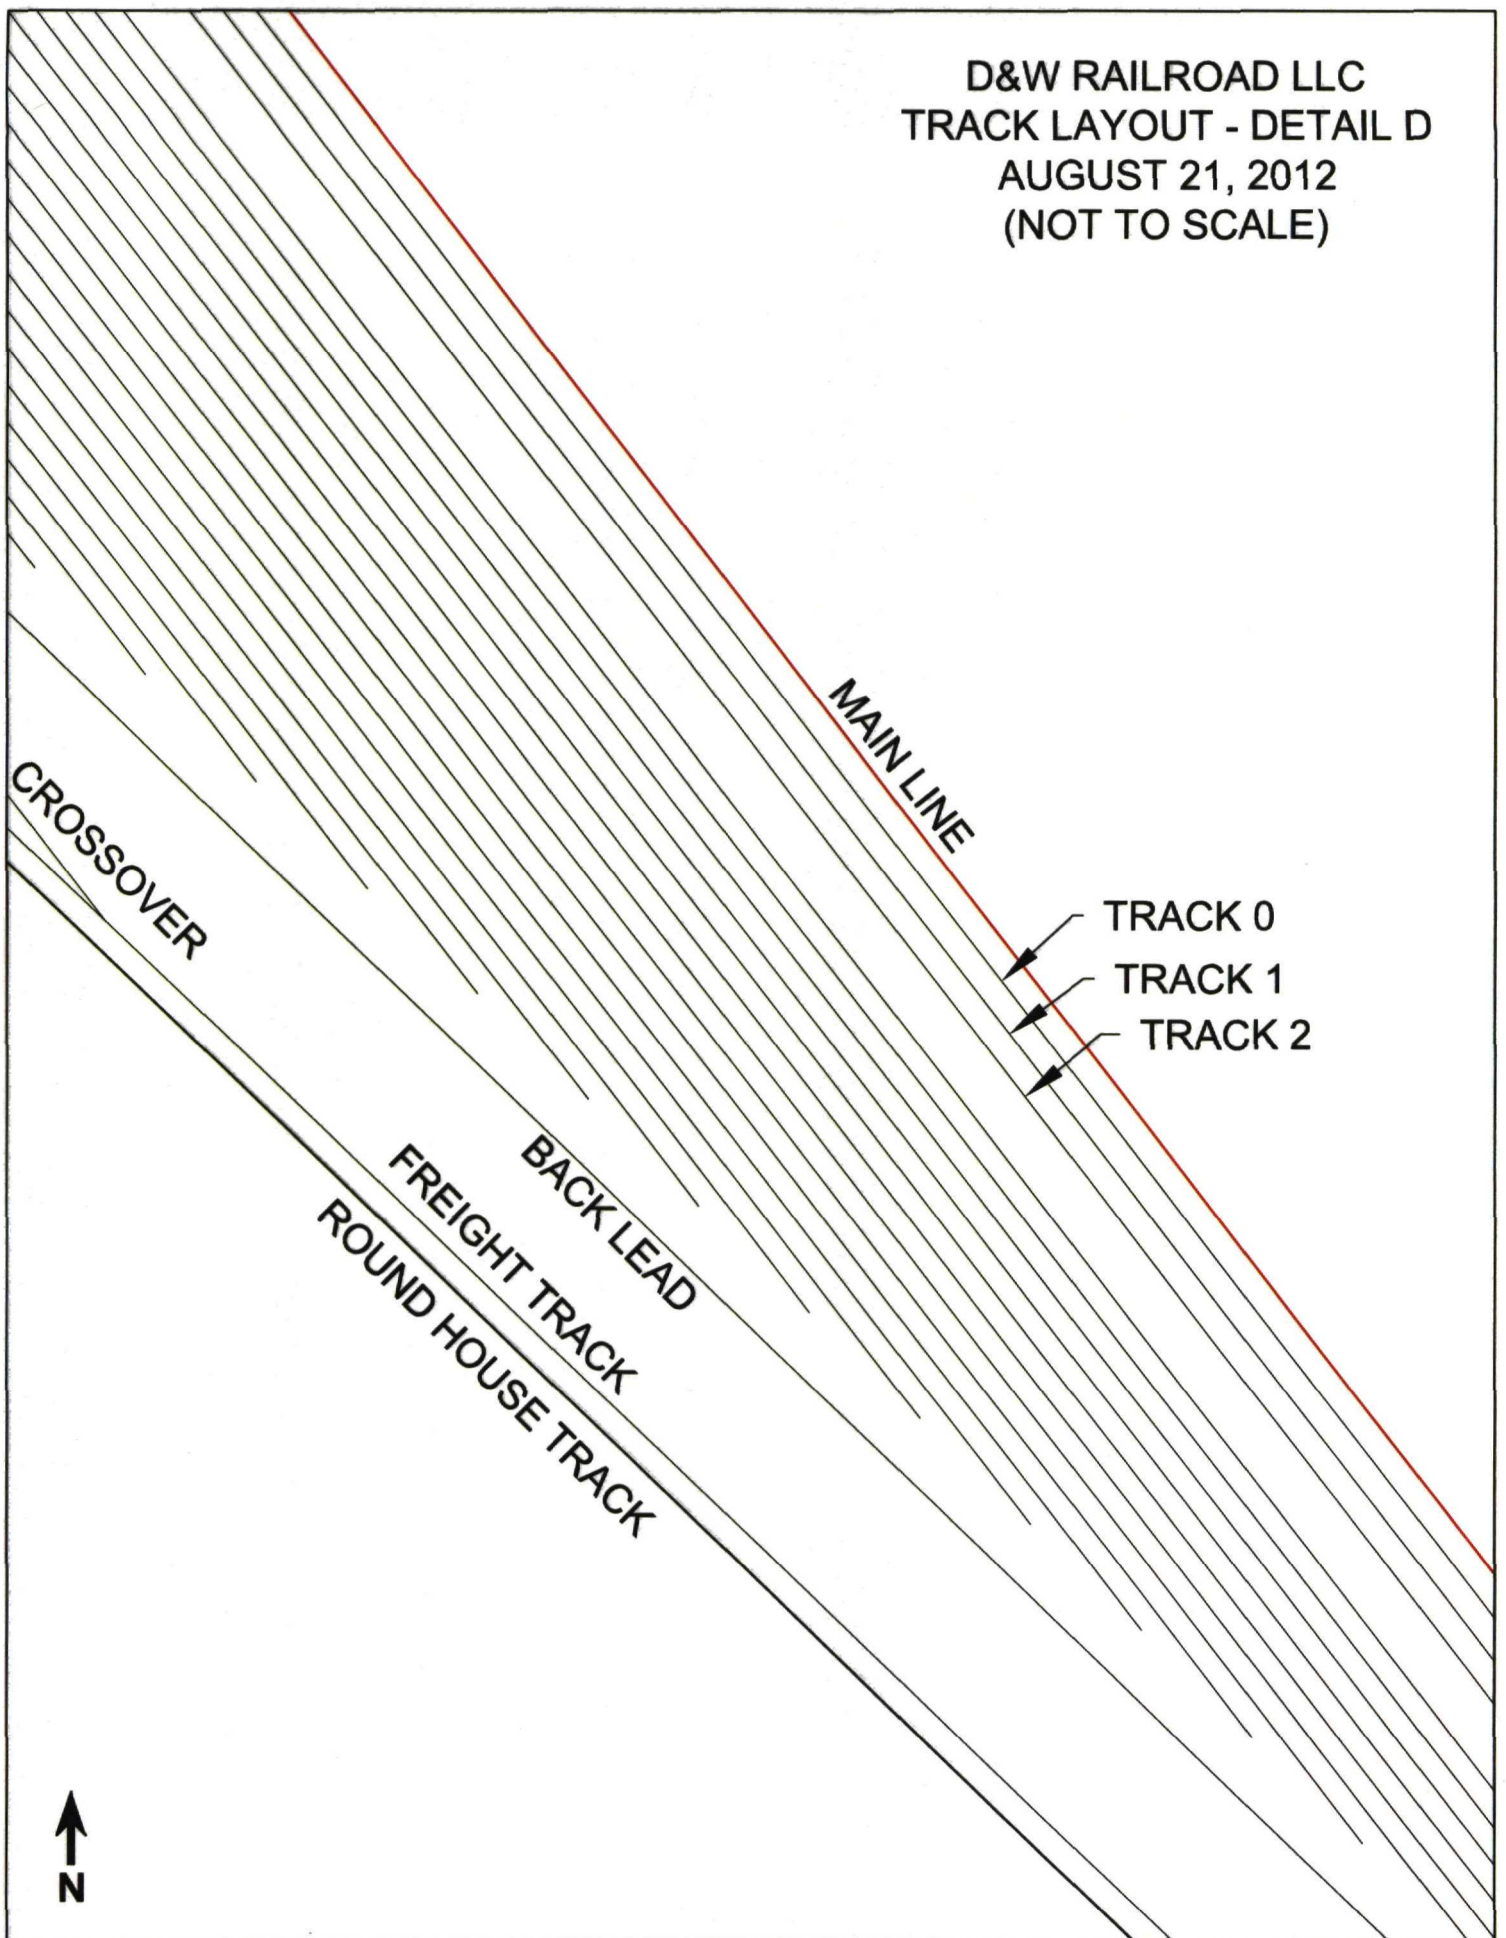 D&W RAILROAD LLC
TRACK LAYOUT - DETAIL D
AUGUST 21, 2012
(NOT TO SCALE)
MAIN LINE
CROSSOVER
TRACK 0
TRACK 1
TRACK 2
BACK LEAD
FREIGHT TRACK
ROUND HOUSE TRACK
N